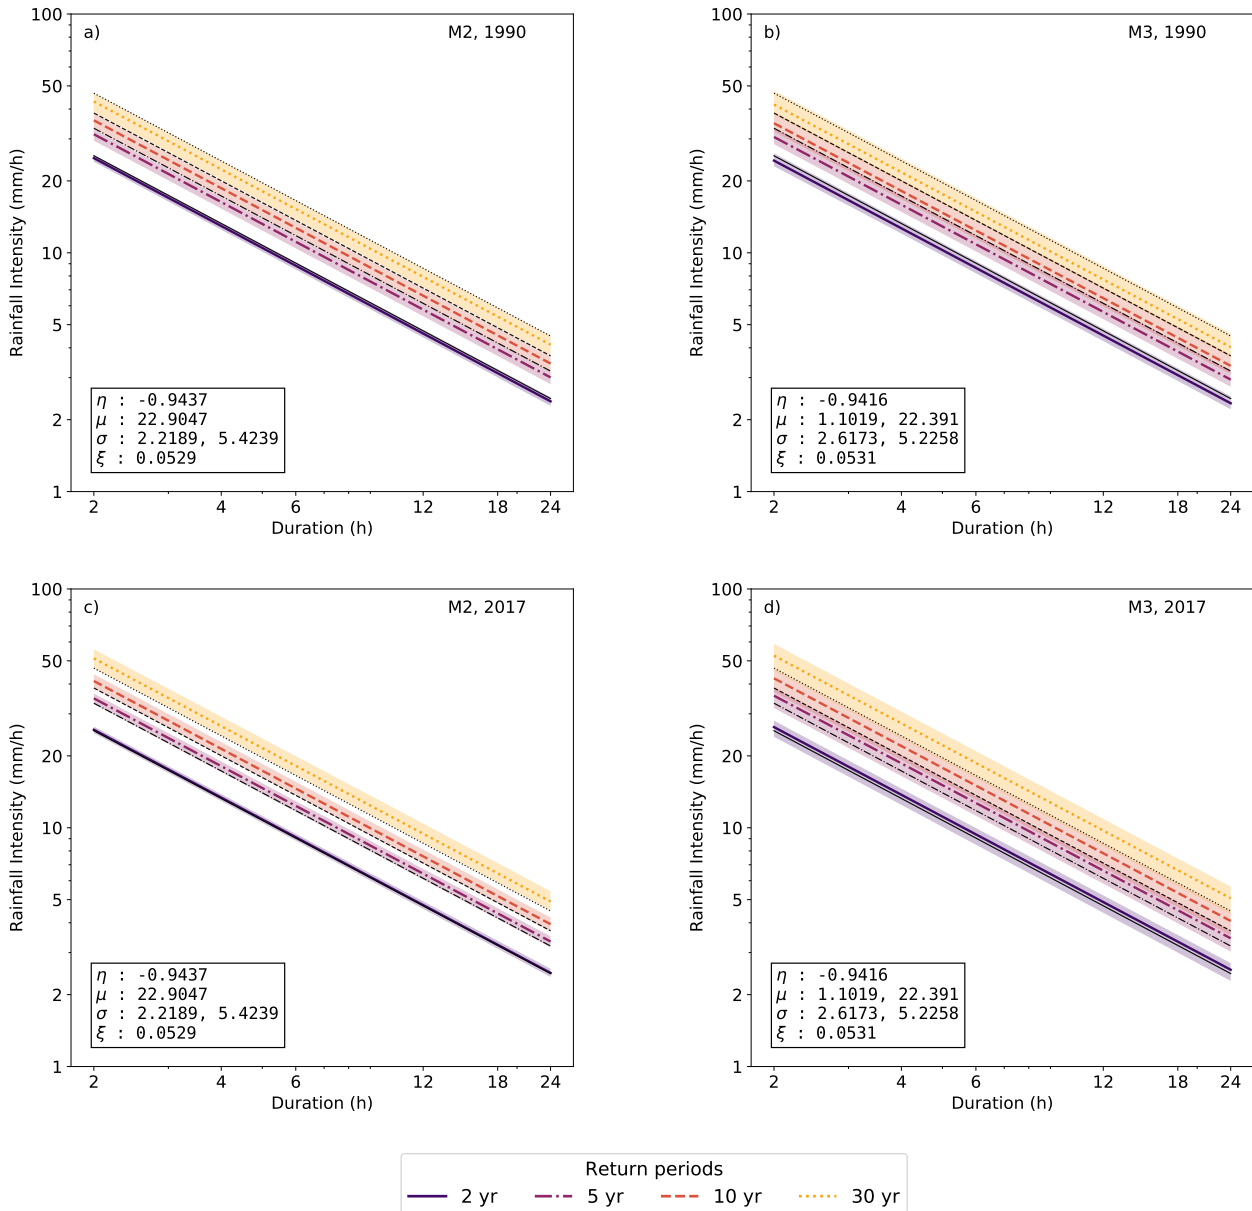 a)
M2, 1990
100
50
20
10
5
2
1
Rainfall Intensity (mm/h)
η : -0.9437
μ : 22.9047
σ : 2.2189, 5.4239
ξ : 0.0529
2 4 6 12 18 24
Duration (h)
b)
M3, 1990
100
50
20
10
5
2
1
Rainfall Intensity (mm/h)
η : -0.9416
μ : 1.1019, 22.391
σ : 2.6173, 5.2258
ξ : 0.0531
2 4 6 12 18 24
Duration (h)
c)
M2, 2017
100
50
20
10
5
2
1
Rainfall Intensity (mm/h)
η : -0.9437
μ : 22.9047
σ : 2.2189, 5.4239
ξ : 0.0529
2 4 6 12 18 24
Duration (h)
d)
M3, 2017
100
50
20
10
5
2
1
Rainfall Intensity (mm/h)
η : -0.9416
μ : 1.1019, 22.391
σ : 2.6173, 5.2258
ξ : 0.0531
2 4 6 12 18 24
Duration (h)
Return periods
2 yr 5 yr 10 yr 30 yr